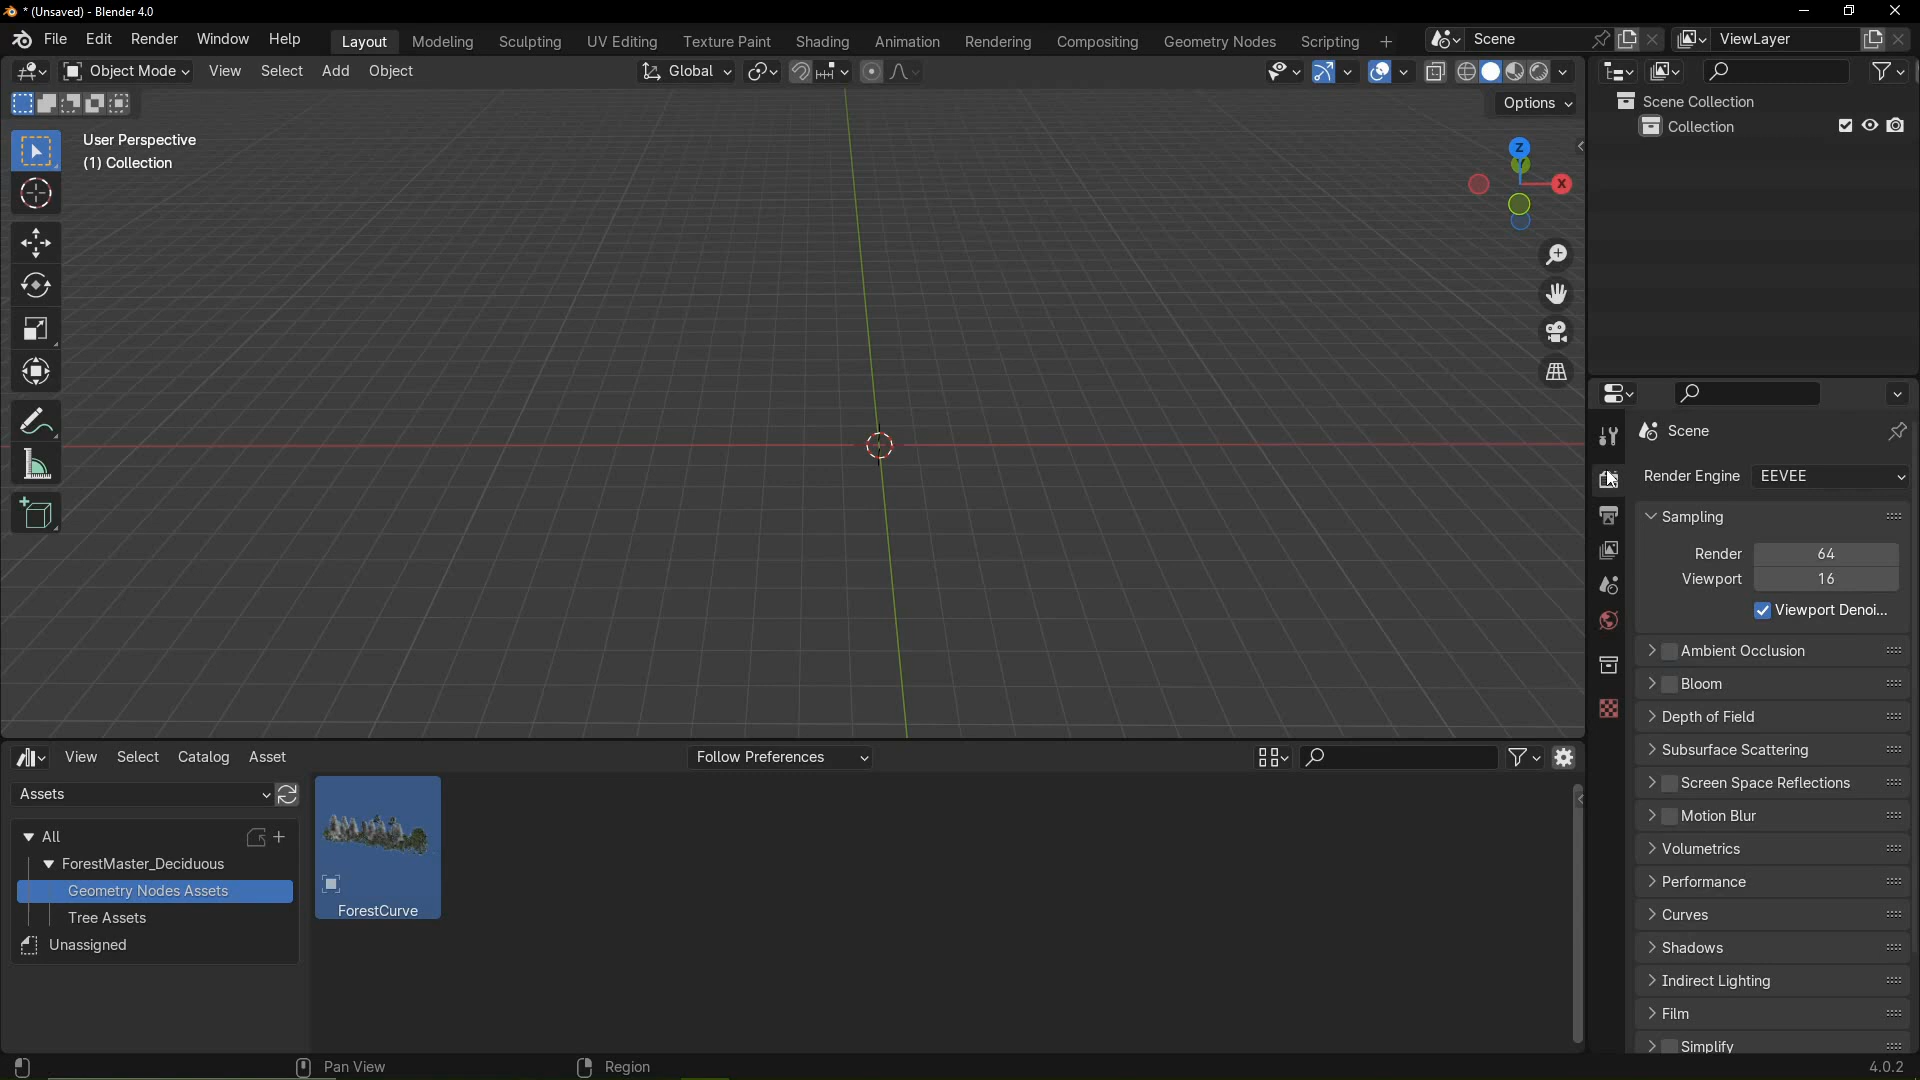 * (Unsaved) - Blender 4.0
File Edit Render Window Help Layout Modeling Sculpting UV Editing Texture Paint Shading Animation Rendering Compositing Geometry Nodes Scripting + Scene ViewLayer
Object Mode View Select Add Object Global
Options
User Perspective
(1) Collection
Z
X
Scene Collection
Collection
Scene
Render Engine EEVEE
Sampling
Render 64
Viewport 16
Viewport Denoi...
Ambient Occlusion
Bloom
Depth of Field
Subsurface Scattering
Screen Space Reflections
Motion Blur
Volumetrics
Performance
Curves
Shadows
Indirect Lighting
Film
Simplify
View Select Catalog Asset Follow Preferences
Assets
All
ForestMaster_Deciduous
Geometry Nodes Assets
Tree Assets
Unassigned
ForestCurve
Pan View Region 4.0.2